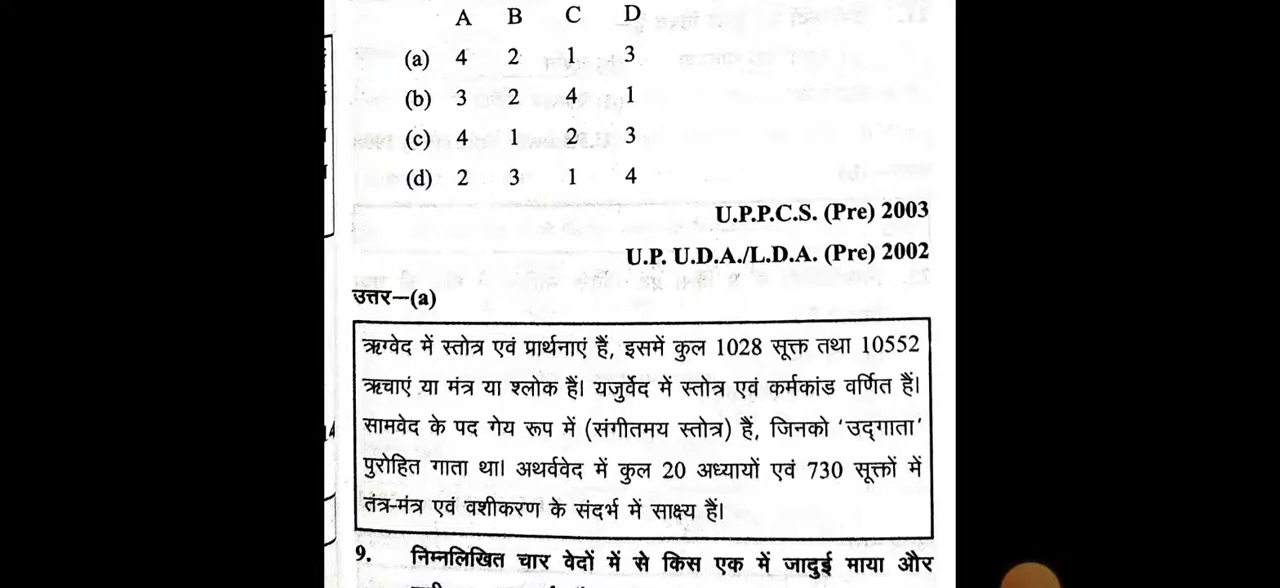 A B C D
(a) 4 2 1 3
(b) 3 2 4 1
(c) 4 1 2 3
(d) 2 3 1 4
U.P.P.C.S. (Pre) 2003
U.P. U.D.A./L.D.A. (Pre) 2002
उत्तर–(a)
ऋग्वेद में स्तोत्र एवं प्रार्थनाएं हैं, इसमें कुल 1028 सूक्त तथा 10552
ऋचाएं या मंत्र या श्लोक हैं। यजुर्वेद में स्तोत्र एवं कर्मकांड वर्णित हैं।
सामवेद के पद गेय रूप में (संगीतमय स्तोत्र) हैं, जिनको ‘उद्गाता’
पुरोहित गाता था। अथर्ववेद में कुल 20 अध्यायों एवं 730 सूक्तों में
तंत्र-मंत्र एवं वशीकरण के संदर्भ में साक्ष्य हैं।
9. निम्नलिखित चार वेदों में से किस एक में जादुई माया और